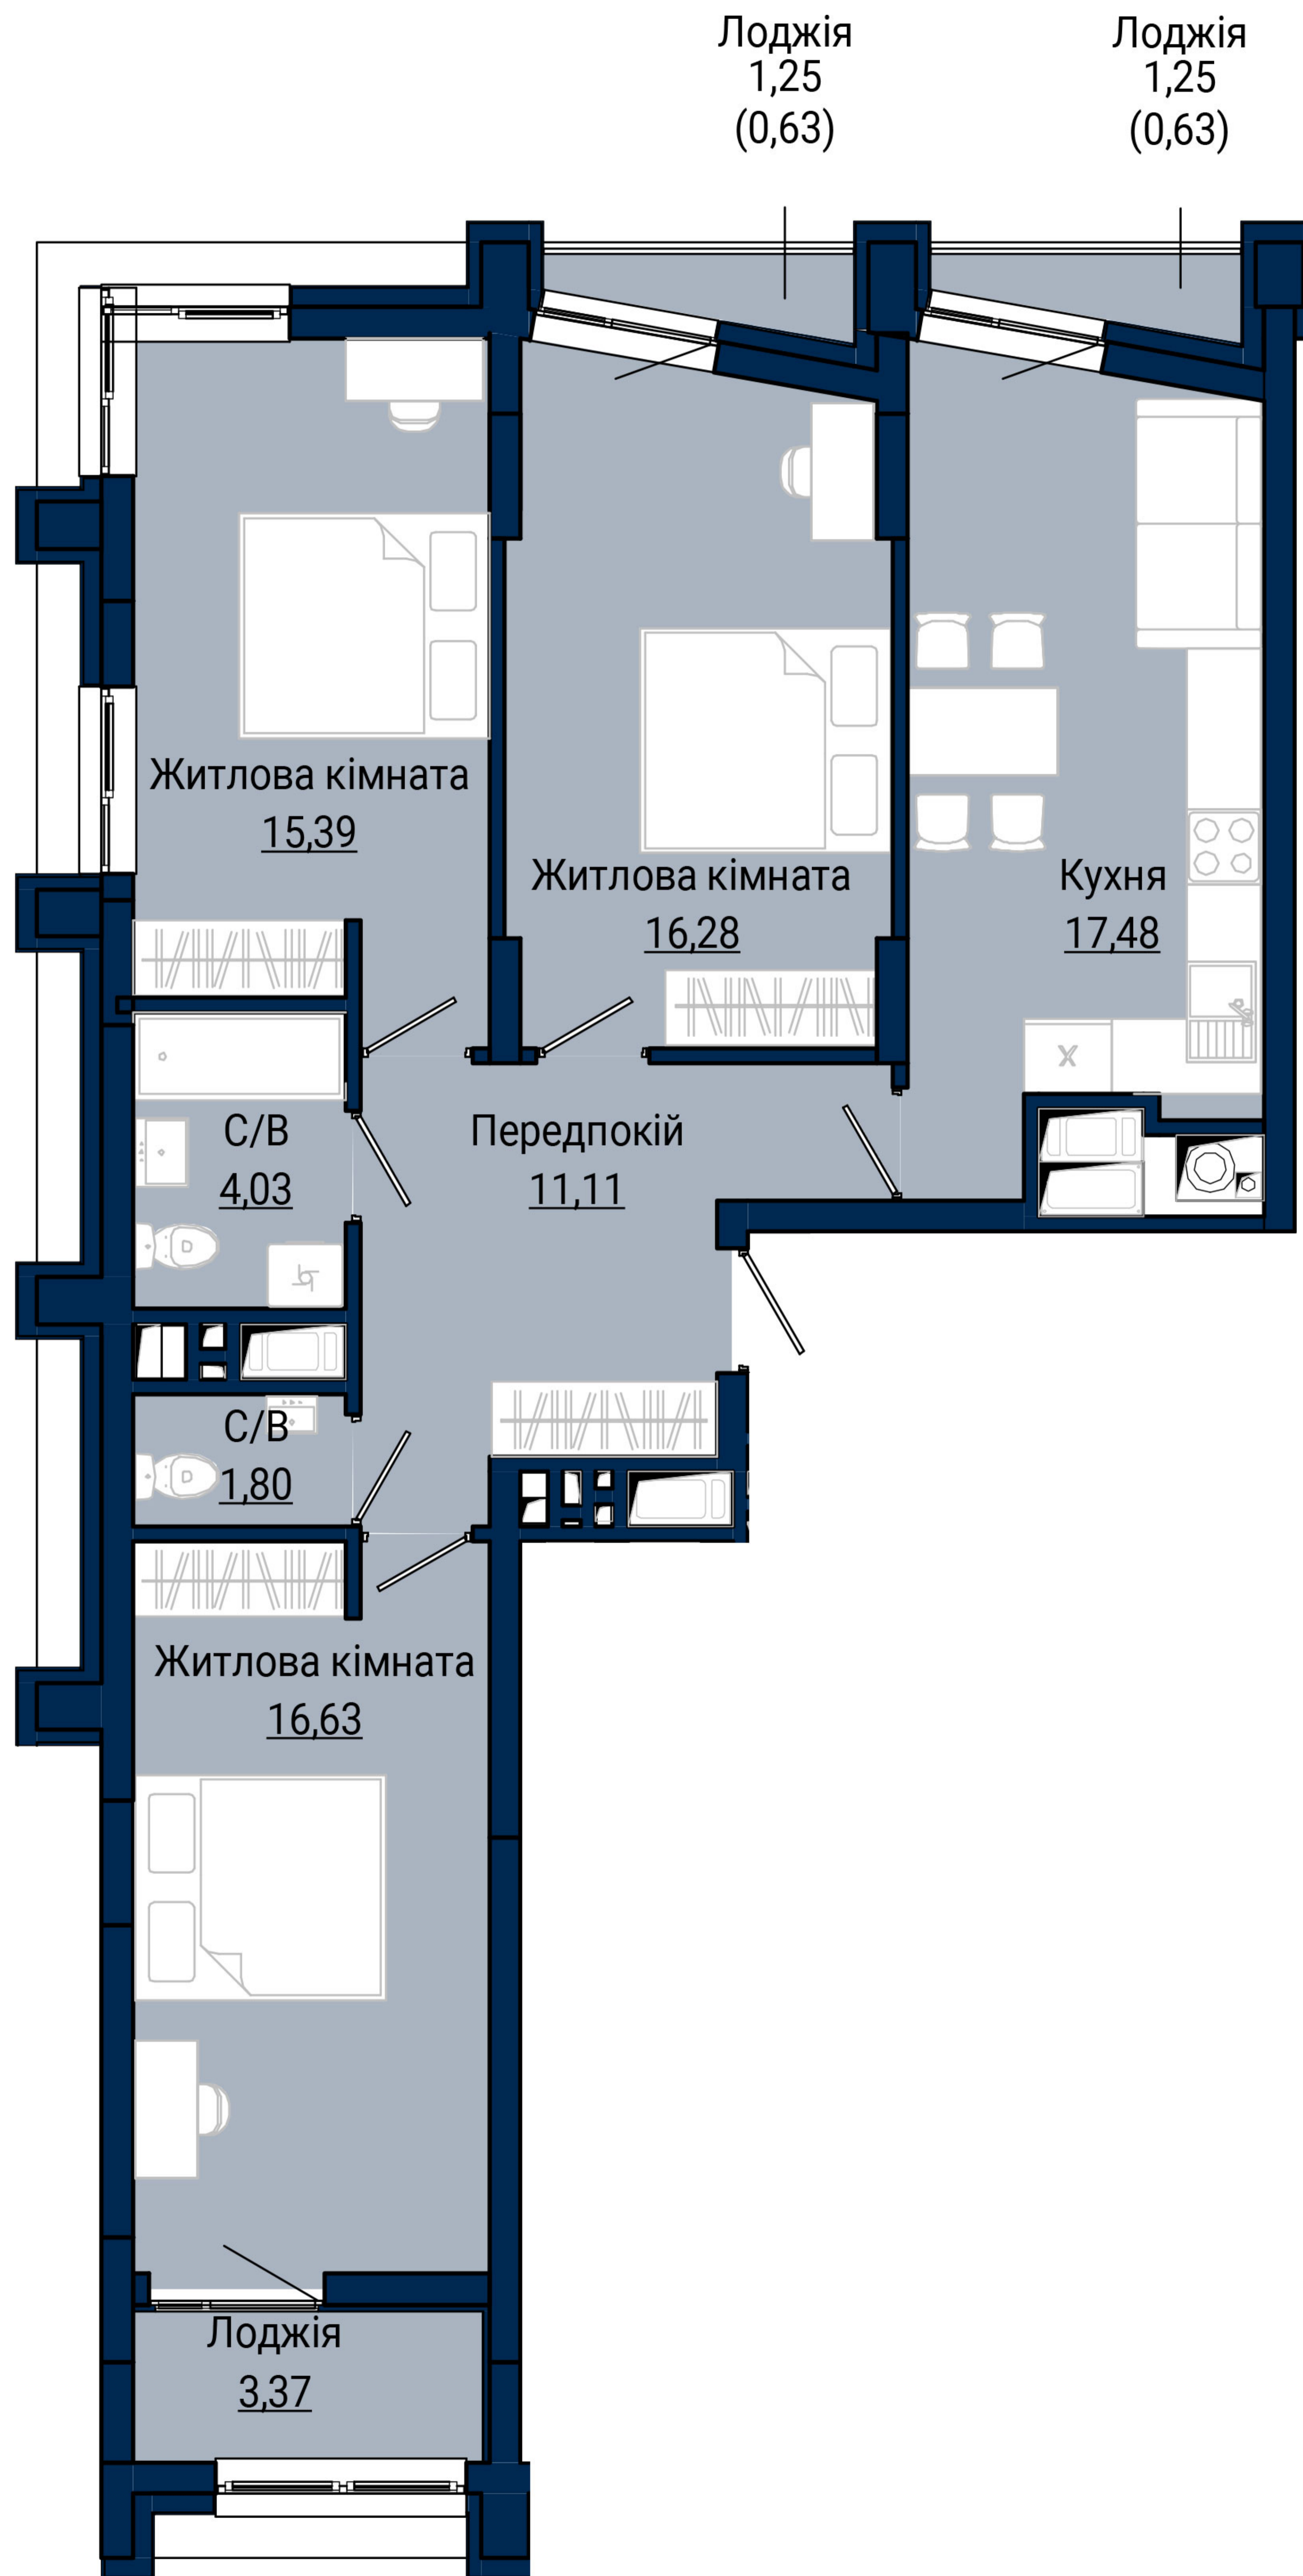 Лоджія
1,25
(0,63)
Лоджія
1,25
(0,63)
Житлова кімната
15,39
Житлова кімната
16,28
Кухня
17,48
С/В
4,03
Передпокій
11,11
С/В
1,80
Житлова кімната
16,63
Лоджія
3,37